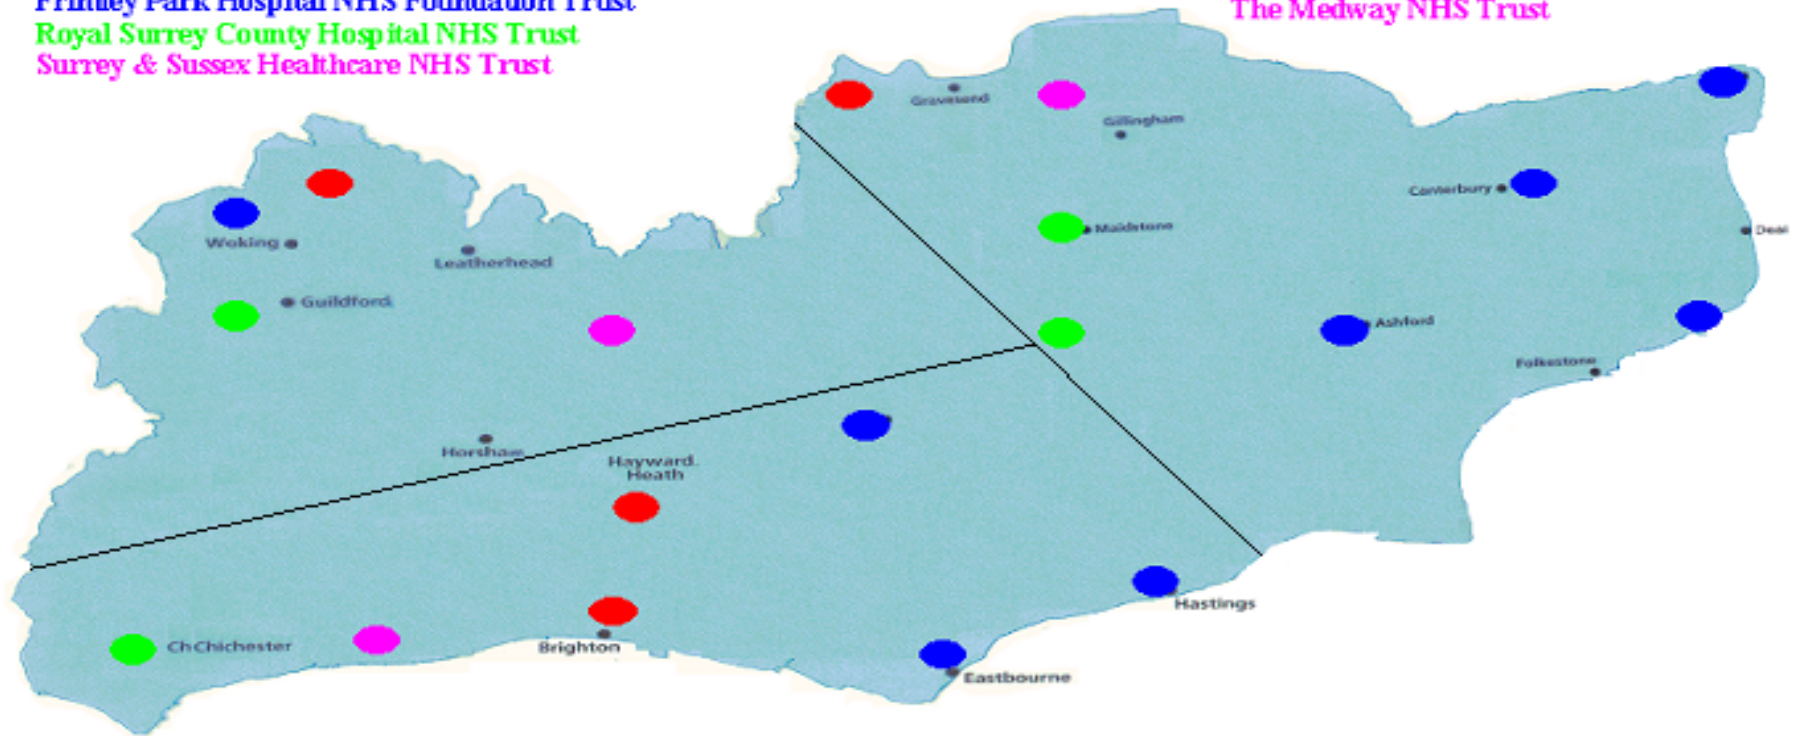 Frimley Park Hospital NHS Foundation Trust
Royal Surrey County Hospital NHS Trust
Surrey & Sussex Healthcare NHS Trust
The Medway NHS Trust
Gravesend
Gillingham
Canterbury
Maidstone
Deal
Woking
Leatherhead
Guildford
Ashford
Folkestone
Horsham
Hayward
Heath
Hastings
ChChichester
Brighton
Eastbourne